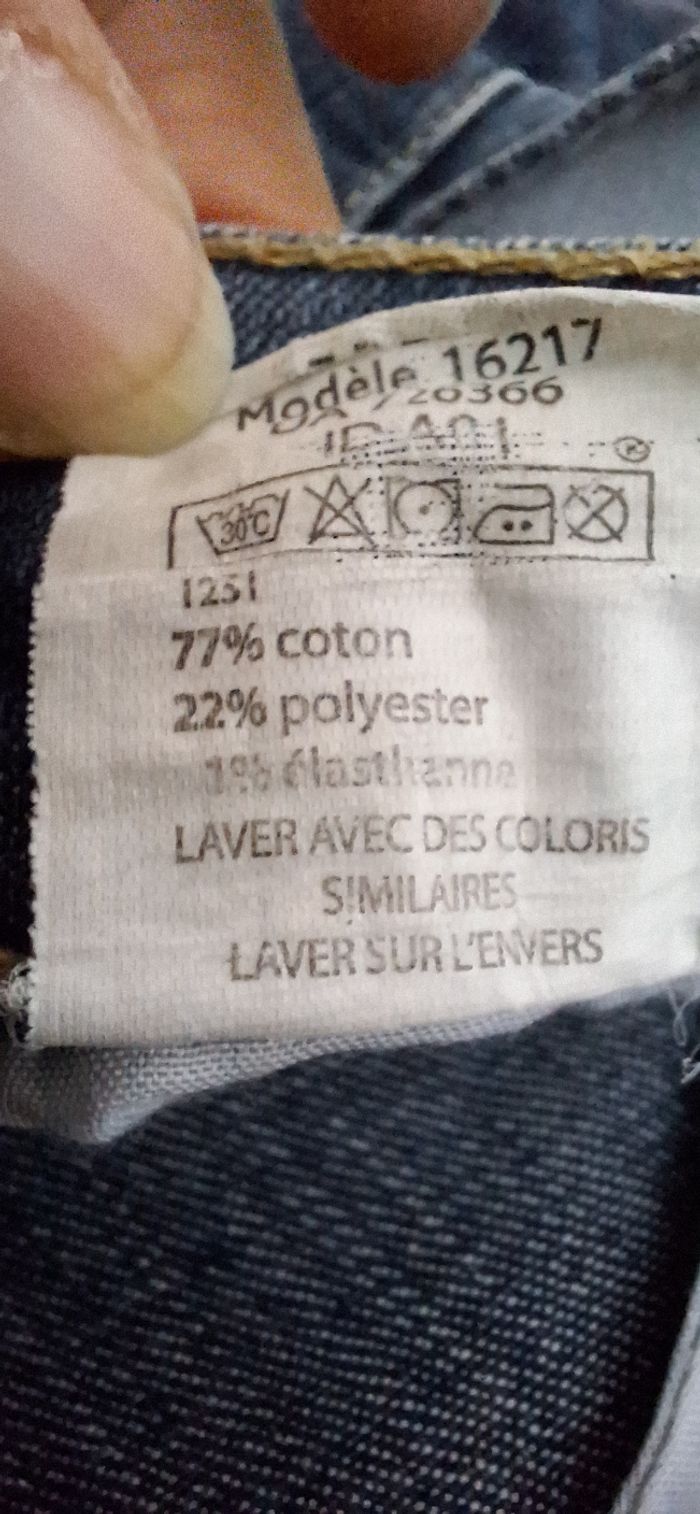 Modèle 16217
20366
30°C
1251
77% coton
22% polyester
1% élasthanne
LAVER AVEC DES COLORIS
SIMILAIRES
LAVER SUR L'ENVERS